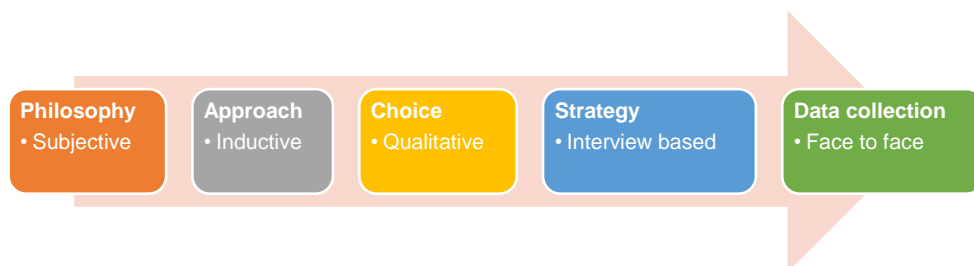 Philosophy
• Subjective
Approach
• Inductive
Choice
• Qualitative
Strategy
• Interview based
Data collection
• Face to face